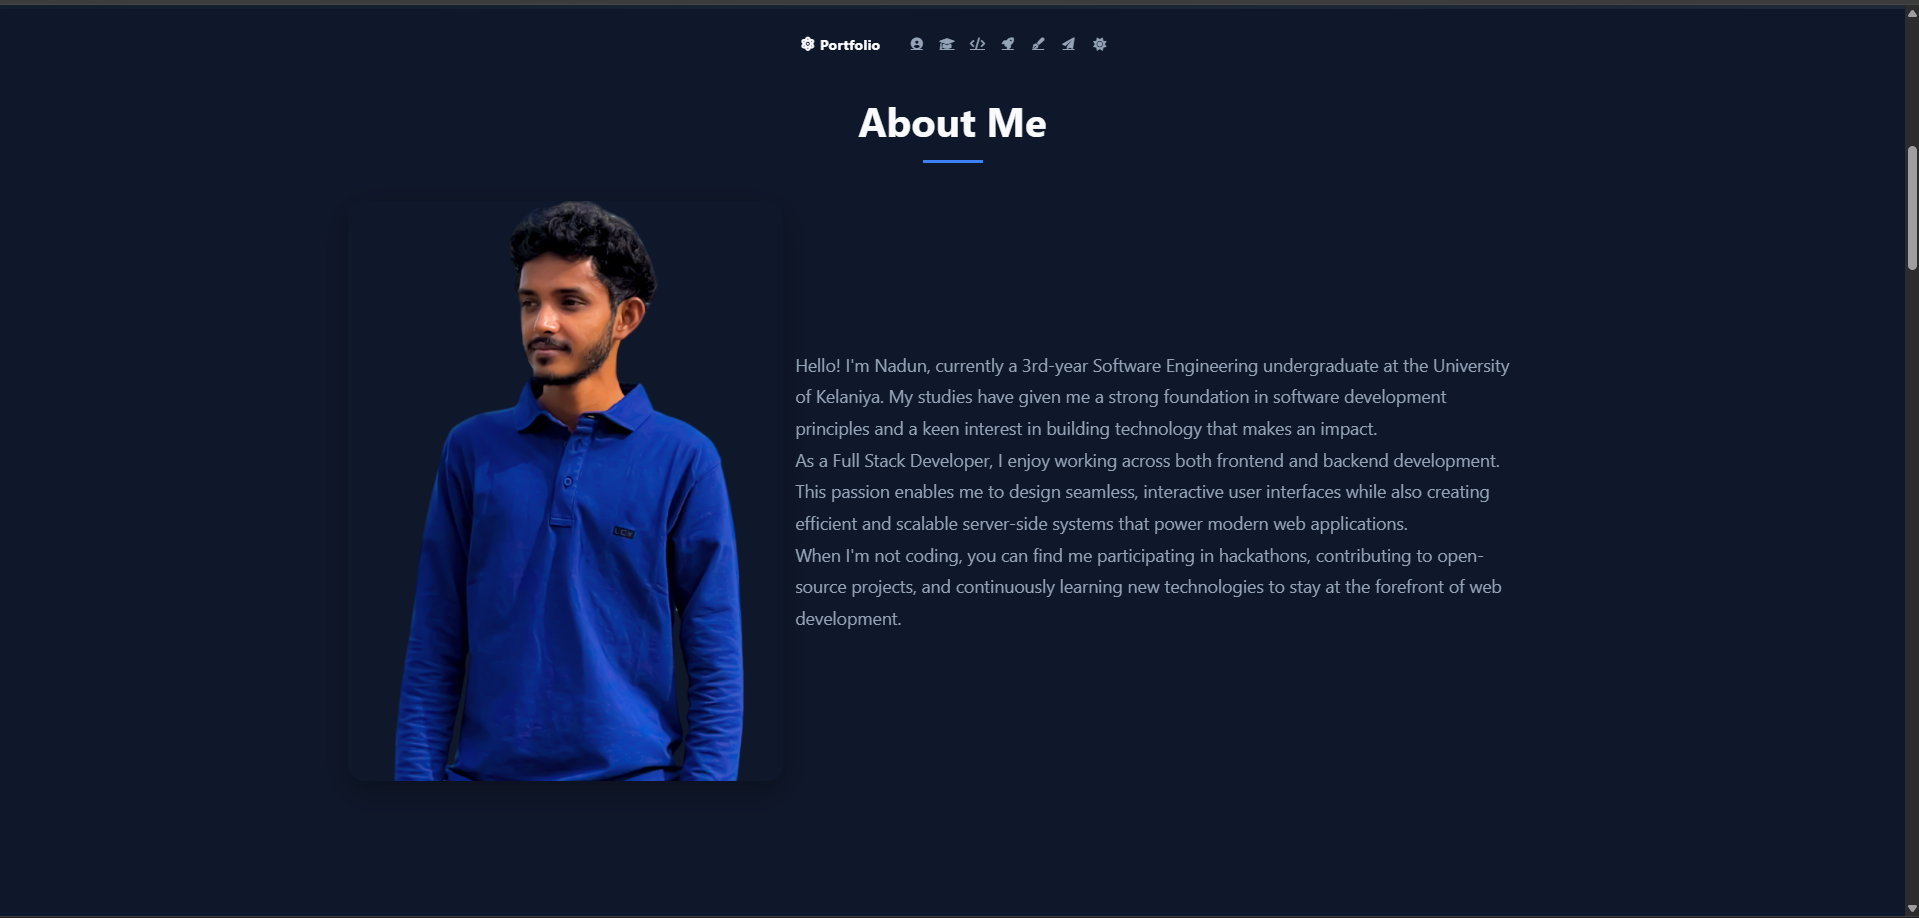 Portfolio
About Me
Hello! I'm Nadun, currently a 3rd-year Software Engineering undergraduate at the University
of Kelaniya. My studies have given me a strong foundation in software development
principles and a keen interest in building technology that makes an impact.
As a Full Stack Developer, I enjoy working across both frontend and backend development.
This passion enables me to design seamless, interactive user interfaces while also creating
efficient and scalable server-side systems that power modern web applications.
When I'm not coding, you can find me participating in hackathons, contributing to open-
source projects, and continuously learning new technologies to stay at the forefront of web
development.